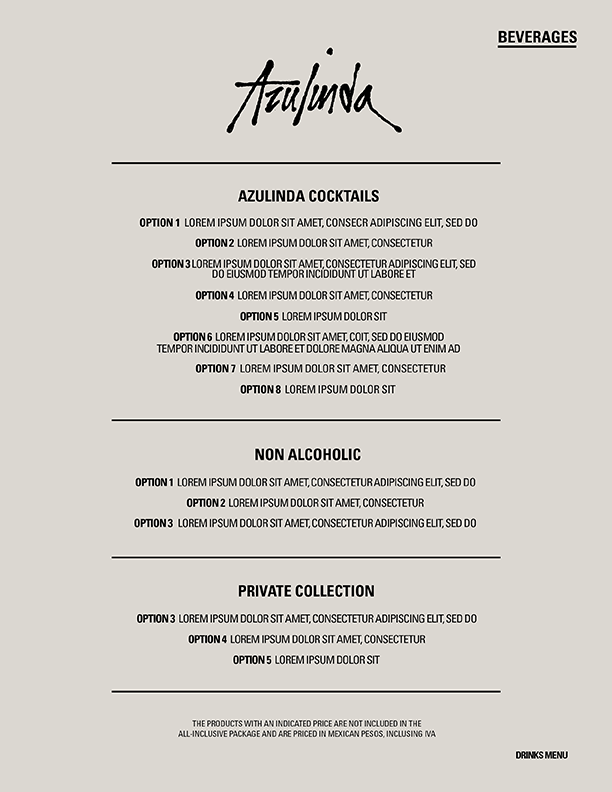 BEVERAGES
Azulinda
AZULINDA COCKTAILS
OPTION 1 LOREM IPSUM DOLOR SIT AMET, CONSECR ADIPISCING ELIT, SED DO
OPTION 2 LOREM IPSUM DOLOR SIT AMET, CONSECTETUR
OPTION 3 LOREM IPSUM DOLOR SIT AMET, CONSECTETUR ADIPISCING ELIT, SED
DO EIUSMOD TEMPOR INCIDIDUNT UT LABORE ET
OPTION 4 LOREM IPSUM DOLOR SIT AMET, CONSECTETUR
OPTION 5 LOREM IPSUM DOLOR SIT
OPTION 6 LOREM IPSUM DOLOR SIT AMET, COIT, SED DO EIUSMOD
TEMPOR INCIDIDUNT UT LABORE ET DOLORE MAGNA ALIQUA UT ENIM AD
OPTION 7 LOREM IPSUM DOLOR SIT AMET, CONSECTETUR
OPTION 8 LOREM IPSUM DOLOR SIT
NON ALCOHOLIC
OPTION 1 LOREM IPSUM DOLOR SIT AMET, CONSECTETUR ADIPISCING ELIT, SED DO
OPTION 2 LOREM IPSUM DOLOR SIT AMET, CONSECTETUR
OPTION 3 LOREM IPSUM DOLOR SIT AMET, CONSECTETUR ADIPISCING ELIT, SED DO
PRIVATE COLLECTION
OPTION 3 LOREM IPSUM DOLOR SIT AMET, CONSECTETUR ADIPISCING ELIT, SED DO
OPTION 4 LOREM IPSUM DOLOR SIT AMET, CONSECTETUR
OPTION 5 LOREM IPSUM DOLOR SIT
THE PRODUCTS WITH AN INDICATED PRICE ARE NOT INCLUDED IN THE
ALL-INCLUSIVE PACKAGE AND ARE PRICED IN MEXICAN PESOS, INCLUSING IVA
DRINKS MENU